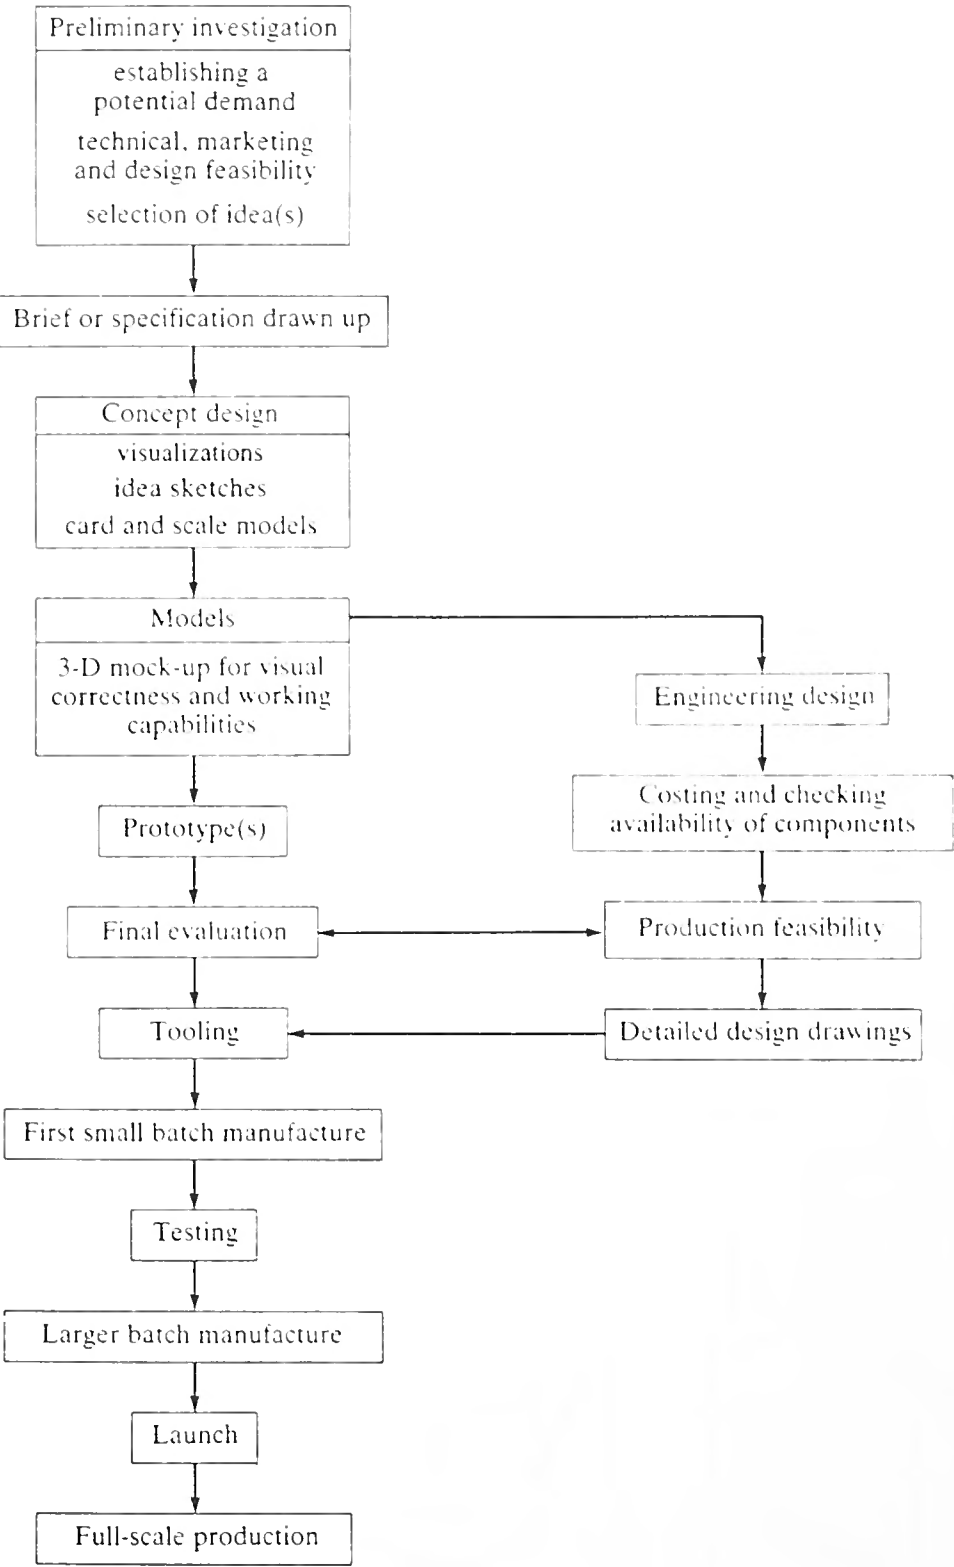 Preliminary investigation
establishing a
potential demand
technical, marketing
and design feasibility
selection of idea(s)
Brief or specification drawn up
Concept design
visualizations
idea sketches
card and scale models
Models
3-D mock-up for visual
correctness and working
capabilities
Engineering design
Costing and checking
availability of components
Prototype(s)
Final evaluation
Production feasibility
Tooling
Detailed design drawings
First small batch manufacture
Testing
Larger batch manufacture
Launch
Full-scale production